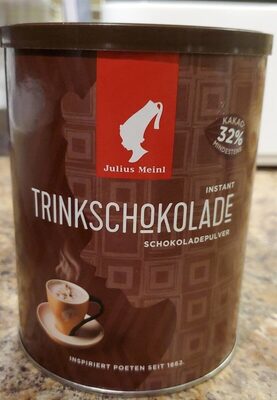 Julius Meinl
KAKAO:
32%
MINDESTENS
INSTANT
TRINKSCHOKOLADE
SCHOKOLADEPULVER
INSPIRIERT POETEN SEIT 1862.